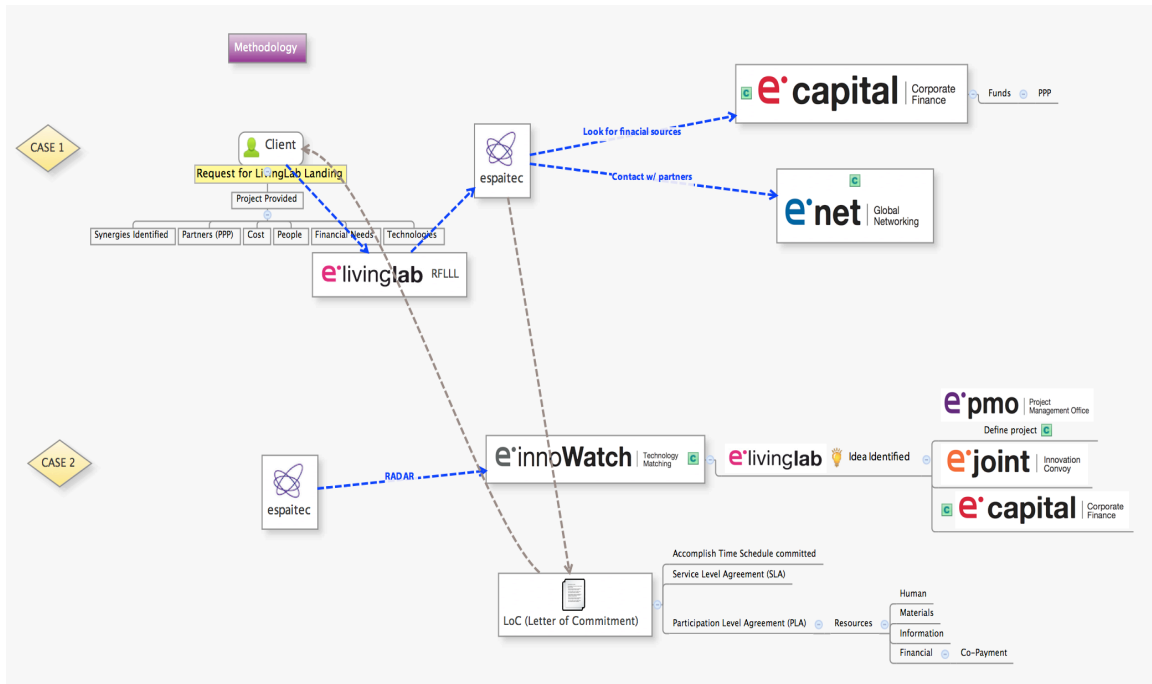 Methodology
CASE 1
Client
Request for LivingLab Landing
Project Provided
Synergies Identified
Partners (PPP)
Cost
People
Financial Needs
Technologies
e·livinglab RFLLL
espaitec
Look for finacial sources
Contact w/ partners
C
e·capital
Corporate
Finance
Funds
PPP
C
e·net
Global
Networking
CASE 2
espaitec
RADAR
e·innoWatch
Technology
Matching
C
e·livinglab
Idea Identified
e·pmo
Project
Management Office
Define project C
e·joint
Innovation
Convoy
C
e·capital
Corporate
Finance
LoC (Letter of Commitment)
Accomplish Time Schedule committed
Service Level Agreement (SLA)
Participation Level Agreement (PLA)
Resources
Human
Materials
Information
Financial
Co-Payment